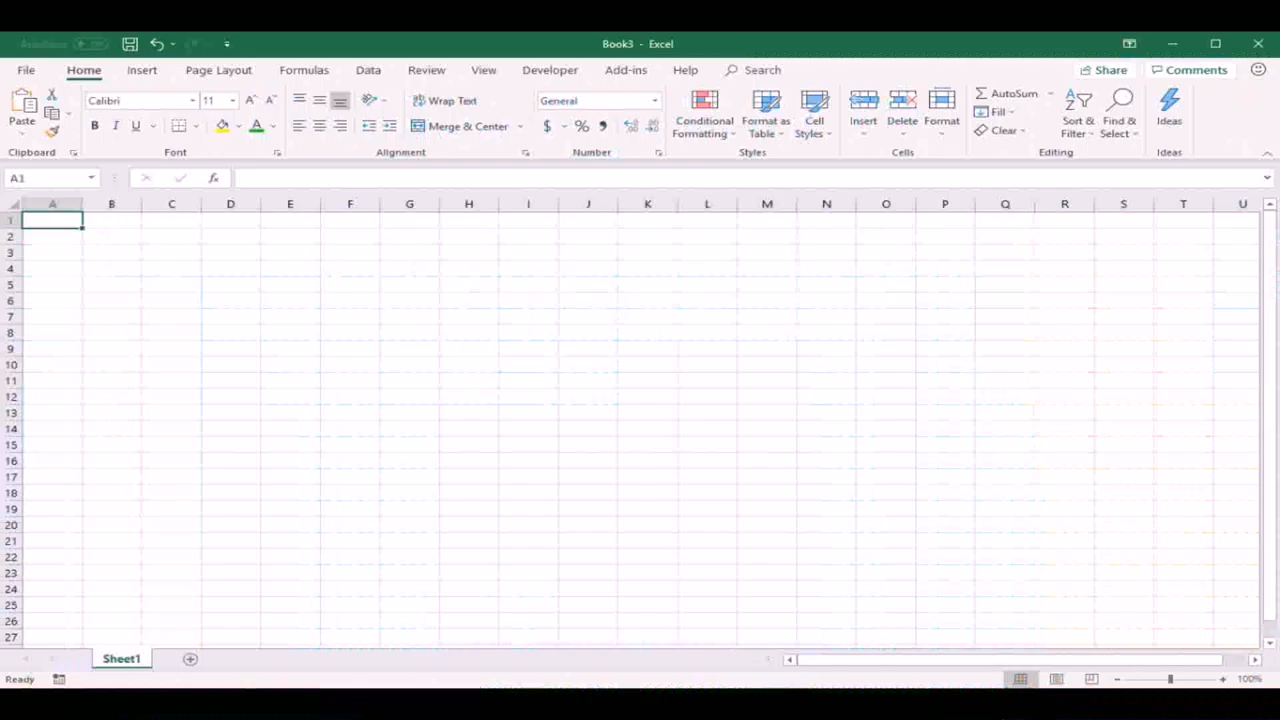 AutoSave Off
Book3 - Excel
File Home Insert Page Layout Formulas Data Review View Developer Add-ins Help Search Share Comments
Paste Calibri 11 Wrap Text General Conditional Formatting Format as Table Cell Styles Insert Delete Format AutoSum Sort & Filter Find & Select Ideas
B I U Merge & Center $ % , Fill
Clear
Clipboard Font Alignment Number Styles Cells Editing Ideas
A1 fx
A B C D E F G H I J K L M N O P Q R S T U
1
2
3
4
5
6
7
8
9
10
11
12
13
14
15
16
17
18
19
20
21
22
23
24
25
26
27
Sheet1
Ready 100%